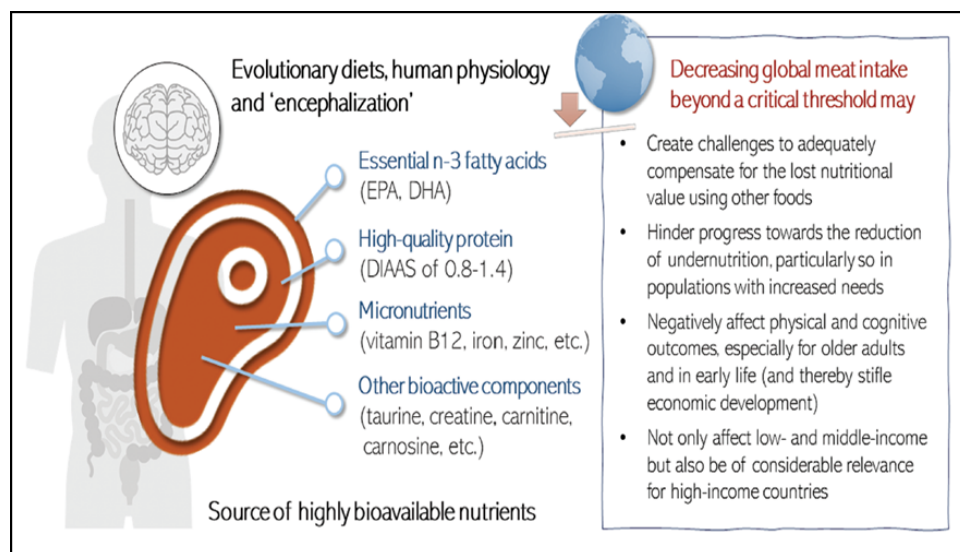 Evolutionary diets, human physiology
and ‘encephalization’
Essential n-3 fatty acids
(EPA, DHA)
High-quality protein
(DIAAS of 0.8-1.4)
Micronutrients
(vitamin B12, iron, zinc, etc.)
Other bioactive components
(taurine, creatine, carnitine,
carnosine, etc.)
Source of highly bioavailable nutrients
Decreasing global meat intake
beyond a critical threshold may
• Create challenges to adequately
compensate for the lost nutritional
value using other foods
• Hinder progress towards the reduction
of undernutrition, particularly so in
populations with increased needs
• Negatively affect physical and cognitive
outcomes, especially for older adults
and in early life (and thereby stifle
economic development)
• Not only affect low- and middle-income
but also be of considerable relevance
for high-income countries